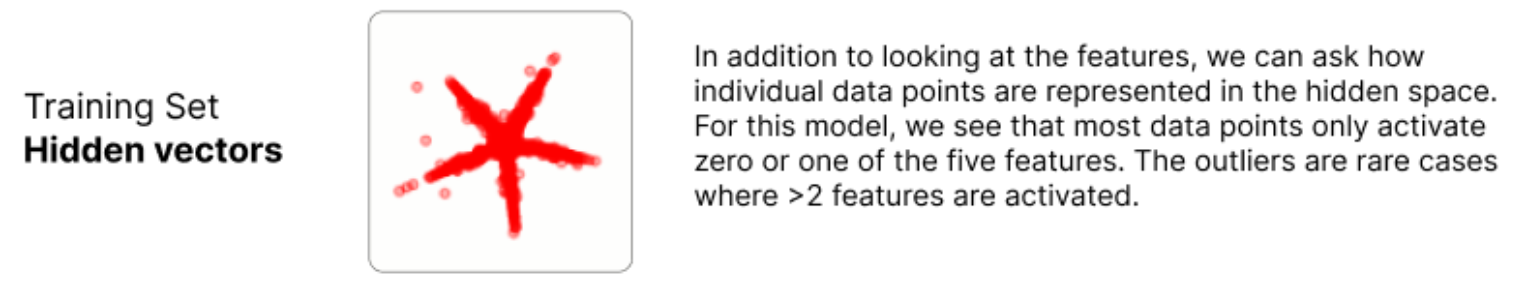 Training Set
Hidden vectors
In addition to looking at the features, we can ask how
individual data points are represented in the hidden space.
For this model, we see that most data points only activate
zero or one of the five features. The outliers are rare cases
where >2 features are activated.